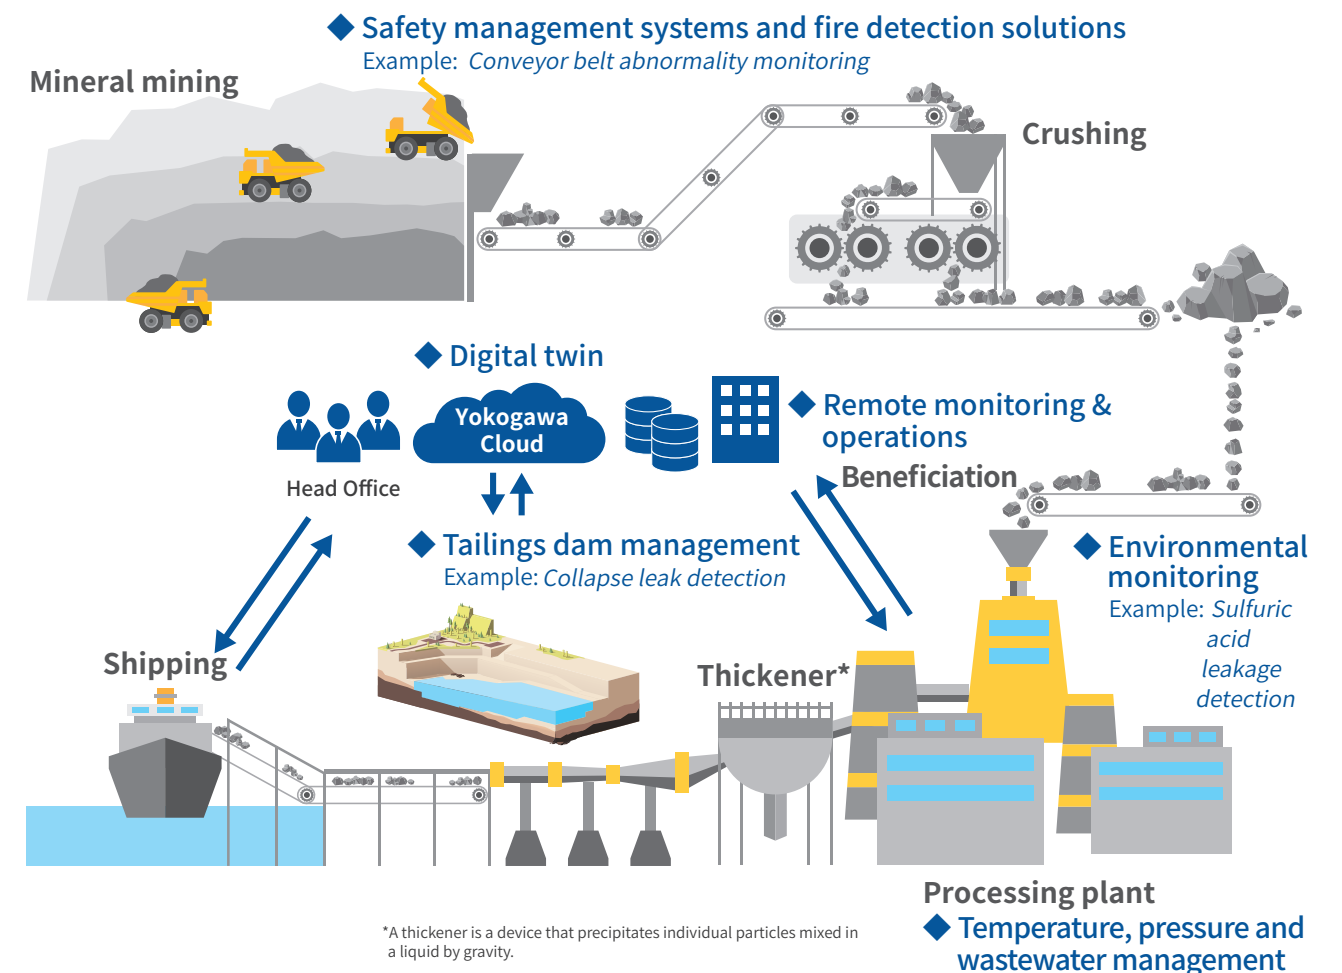 ◆ Safety management systems and fire detection solutions
Example: Conveyor belt abnormality monitoring
Mineral mining
Crushing
◆ Digital twin
Yokogawa
Cloud
Head Office
◆ Remote monitoring &
operations
Beneficiation
◆ Tailings dam management
Example: Collapse leak detection
◆ Environmental
monitoring
Example: Sulfuric
acid
leakage
detection
Shipping
Thickener*
Processing plant
◆ Temperature, pressure and
wastewater management
*A thickener is a device that precipitates individual particles mixed in
a liquid by gravity.